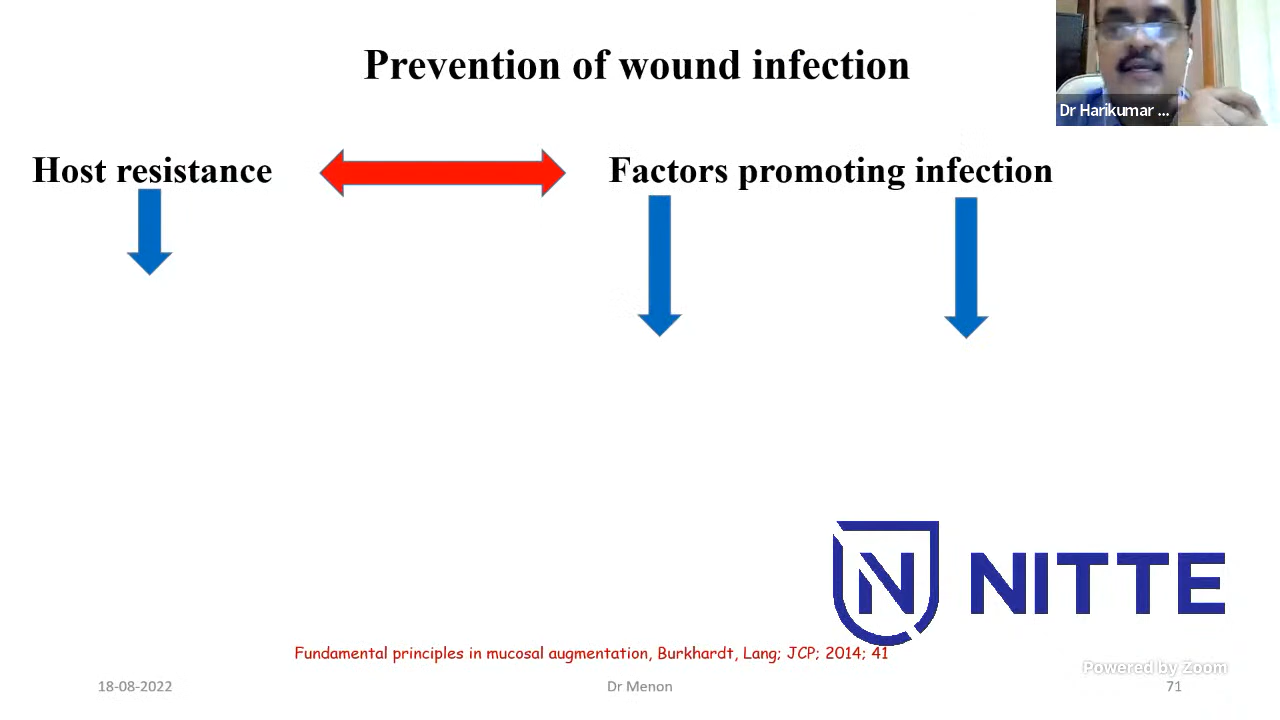 Prevention of wound infection
Dr Harikumar ...
Host resistance
Factors promoting infection
N NITTE
Fundamental principles in mucosal augmentation, Burkhardt, Lang; JCP; 2014; 41
Powered by Zoom
18-08-2022
Dr Menon
71